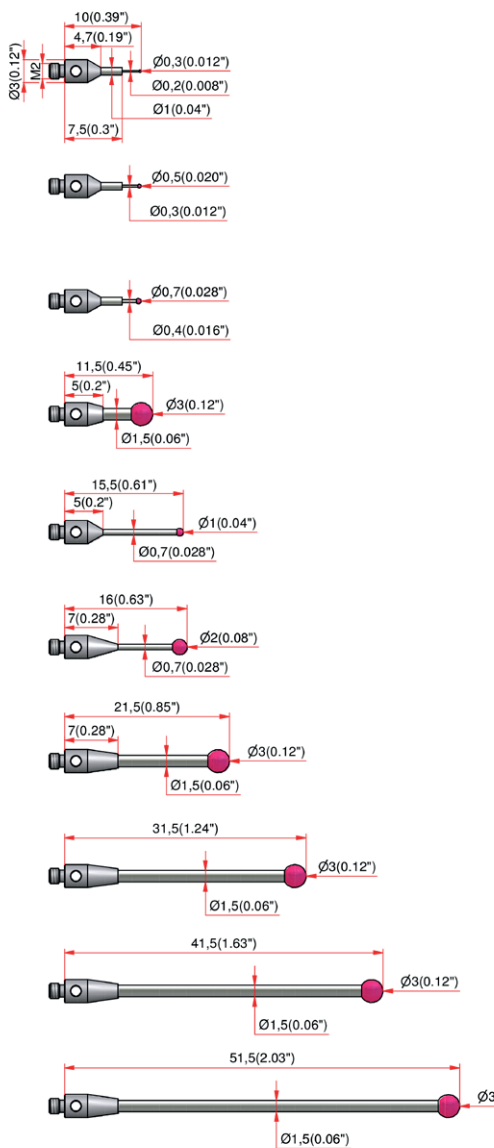 10(0.39")
4,7(0.19")
Ø3(0.12")
M2
Ø0,3(0.012")
Ø0,2(0.008")
Ø1(0.04")
7,5(0.3")
Ø0,5(0.020")
Ø0,3(0.012")
Ø0,7(0.028")
Ø0,4(0.016")
11,5(0.45")
5(0.2")
Ø3(0.12")
Ø1,5(0.06")
15,5(0.61")
5(0.2")
Ø1(0.04")
Ø0,7(0.028")
16(0.63")
7(0.28")
Ø2(0.08")
Ø0,7(0.028")
21,5(0.85")
7(0.28")
Ø3(0.12")
Ø1,5(0.06")
31,5(1.24")
Ø3(0.12")
Ø1,5(0.06")
41,5(1.63")
Ø3(0.12")
Ø1,5(0.06")
51,5(2.03")
Ø3
Ø1,5(0.06")